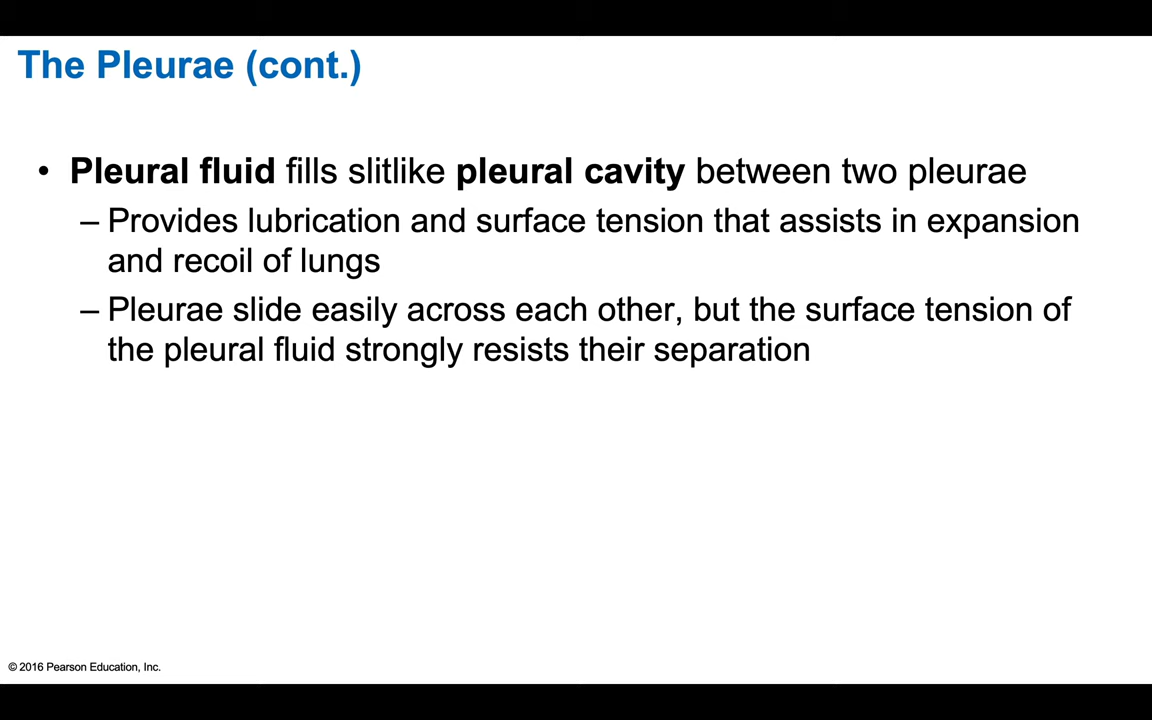 The Pleurae (cont.)
• Pleural fluid fills slitlike pleural cavity between two pleurae
– Provides lubrication and surface tension that assists in expansion
and recoil of lungs
– Pleurae slide easily across each other, but the surface tension of
the pleural fluid strongly resists their separation
© 2016 Pearson Education, Inc.